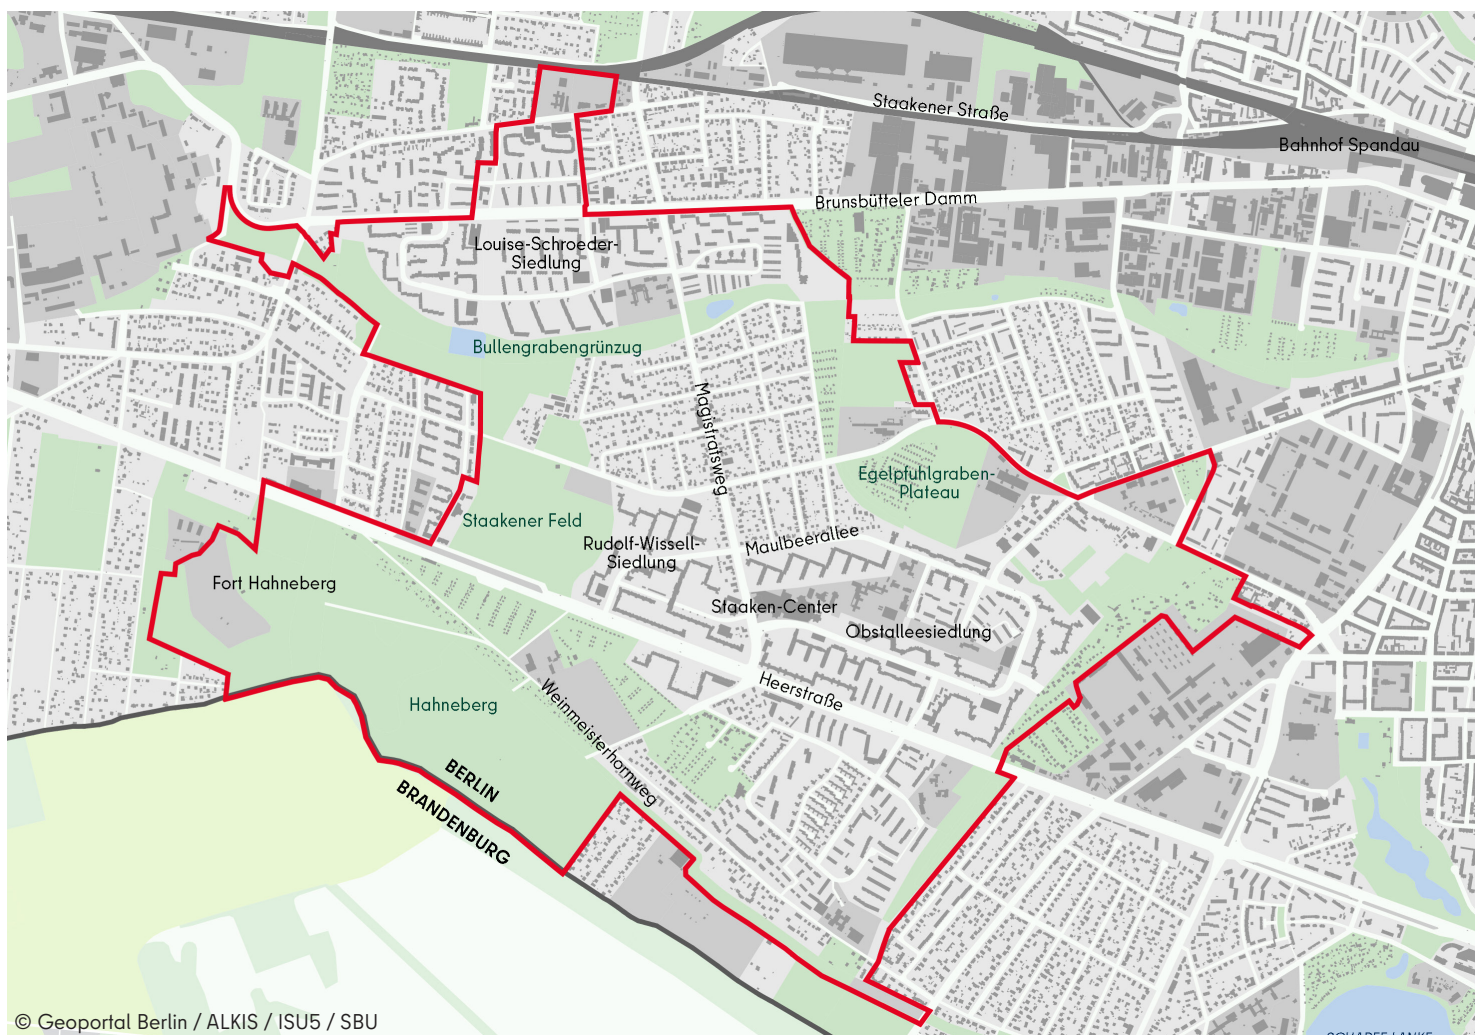 Staakener Straße
Bahnhof Spandau
Brunsbütteler Damm
Louise-Schroeder-
Siedlung
Bullengrabengrünzug
Magistratsweg
Egelpfuhlgraben-
Plateau
Staakener Feld
Maulbeerallee
Rudolf-Wissell-
Siedlung
Fort Hahneberg
Staaken-Center
Obstalleesiedlung
Heerstraße
Hahneberg
Weinmeisterhornweg
BERLIN
BRANDENBURG
© Geoportal Berlin / ALKIS / ISU5 / SBU